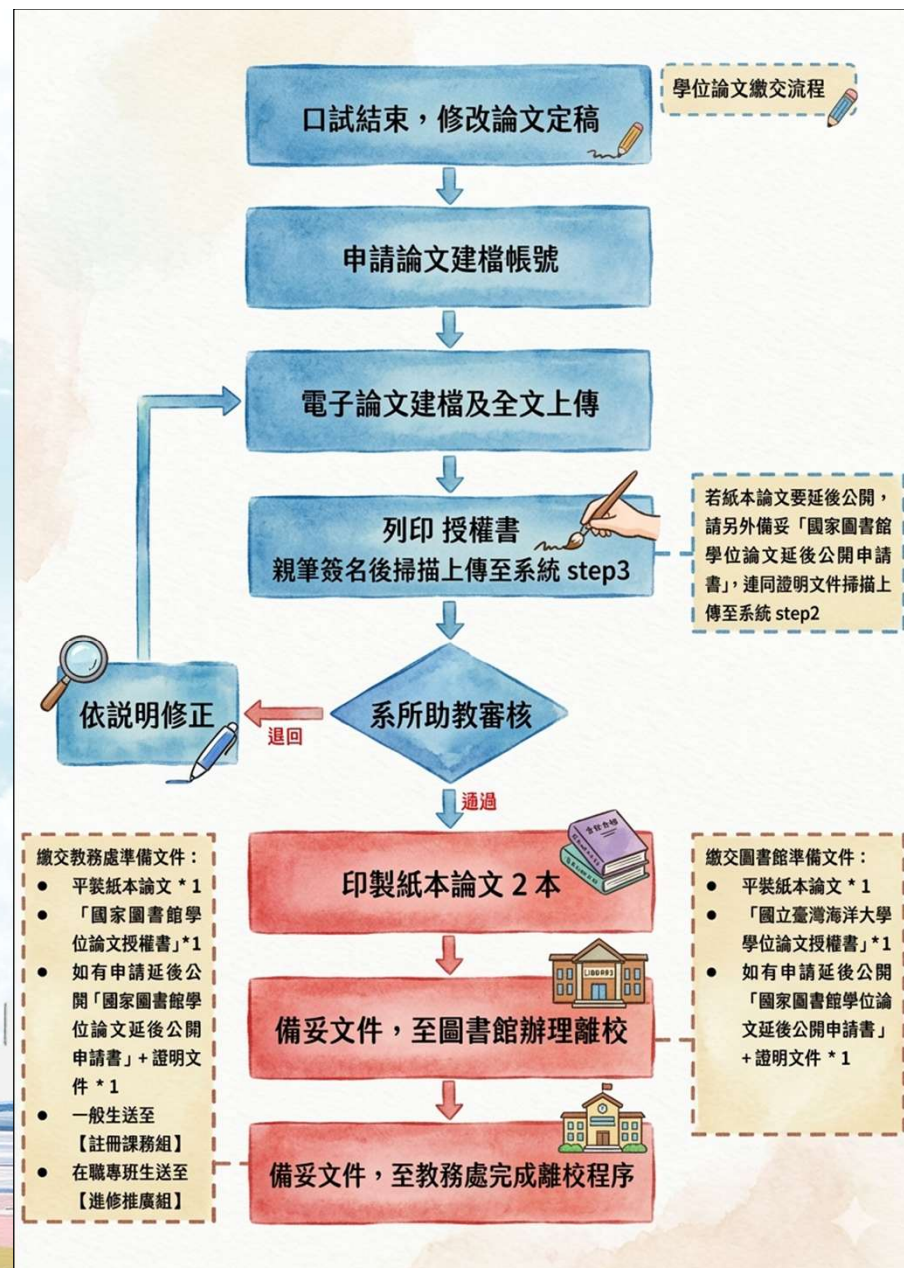 學位論文繳交流程
口試結束，修改論文定稿
申請論文建檔帳號
電子論文建檔及全文上傳
列印 授權書
親筆簽名後掃描上傳至系統 step3
若紙本論文要延後公開，
請另外備妥「國家圖書館
學位論文延後公開申請
書」，連同證明文件掃描上
傳至系統 step2
系所助教審核
退回
依說明修正
通過
印製紙本論文 2 本
LIBRARY
備妥文件，至圖書館辦理離校
備妥文件，至教務處完成離校程序
繳交教務處準備文件：
● 平裝紙本論文 * 1
● 「國家圖書館學
位論文授權書」*1
● 如有申請延後公
開「國家圖書館學
位論文延後公開
申請書」+ 證明文
件 * 1
● 一般生送至
【註冊課務組】
● 在職專班生送至
【進修推廣組】
繳交圖書館準備文件：
● 平裝紙本論文 * 1
● 「國立臺灣海洋大學
學位論文授權書」*1
● 如有申請延後公開
「國家圖書館學位論
文延後公開申請書」
+ 證明文件 * 1